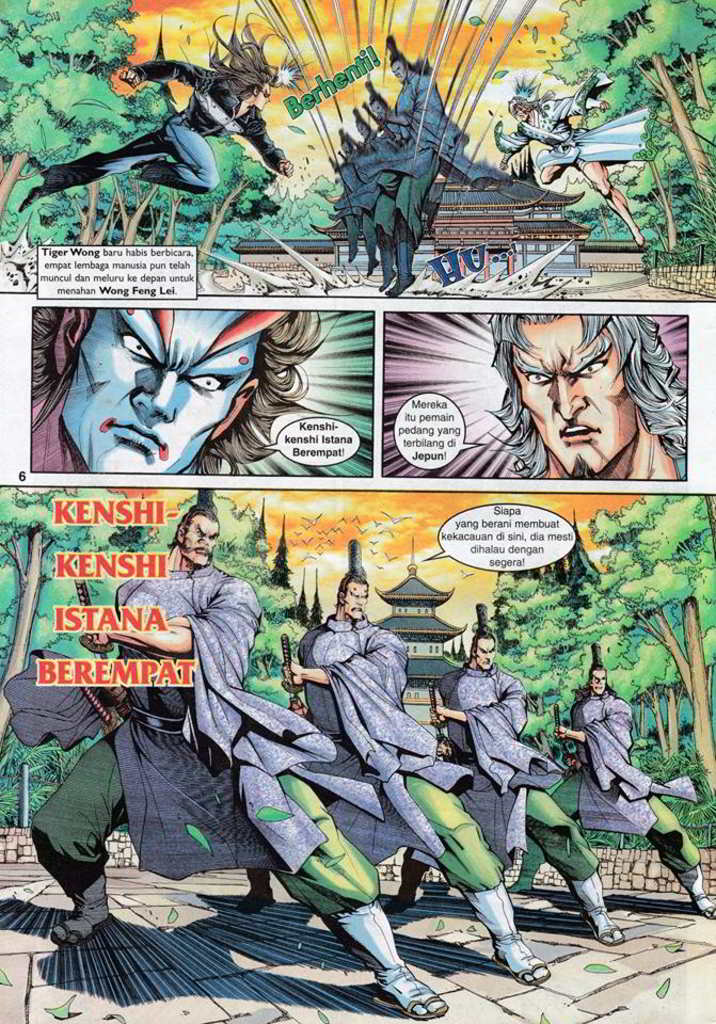 Berhenti!
Tiger Wong baru habis berbicara,
empat lembaga manusia pun telah
muncul dan meluru ke depan untuk
menahan Wong Feng Lei.
HU...
Kenshi-
kenshi Istana
Berempat!
Mereka
itu pemain
pedang yang
terbilang di
Jepun!
6
KENSHI-
KENSHI
ISTANA
BEREMPAT
Siapa
yang berani membuat
kekacauan di sini, dia mesti
dihalau dengan
segera!